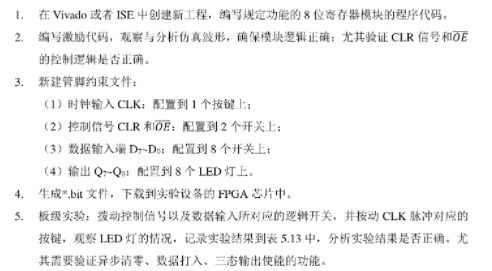 1. 在 Vivado 或者 ISE 中创建新工程，编写规定功能的 8 位寄存器模块的程序代码。
2. 编写激励代码，观察与分析仿真波形，确保模块逻辑正确；尤其验证 CLR 信号和O̅E̅
的控制逻辑是否正确。
3. 新建管脚约束文件：
（1）时钟输入 CLK：配置到 1 个按键上；
（2）控制信号 CLR 和O̅E̅：配置到 2 个开关上；
（3）数据输入端 D₇~D₀：配置到 8 个开关上；
（4）输出 Q₇~Q₀：配置到 8 个 LED 灯上。
4. 生成*.bit 文件，下载到实验设备的 FPGA 芯片中。
5. 板级实验：拨动控制信号以及数据输入所对应的逻辑开关，并按动 CLK 脉冲对应的
按键，观察 LED 灯的情况，记录实验结果到表 5.13 中，分析实验结果是否正确。尤
其需要验证异步清零、数据打入、三态输出使能的功能。